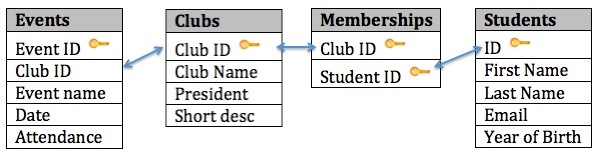 Events
Event ID
Club ID
Event name
Date
Attendance
Clubs
Club ID
Club Name
President
Short desc
Memberships
Club ID
Student ID
Students
ID
First Name
Last Name
Email
Year of Birth